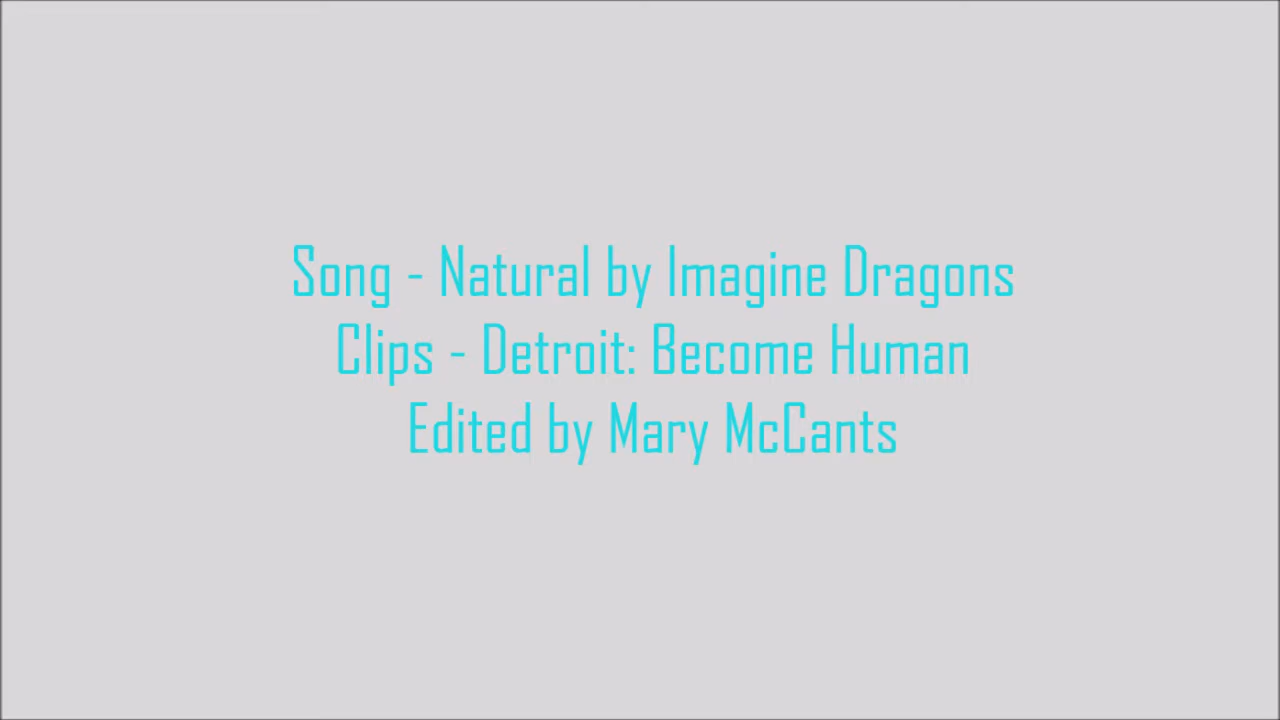 Song - Natural by Imagine Dragons
Clips - Detroit: Become Human
Edited by Mary McCants